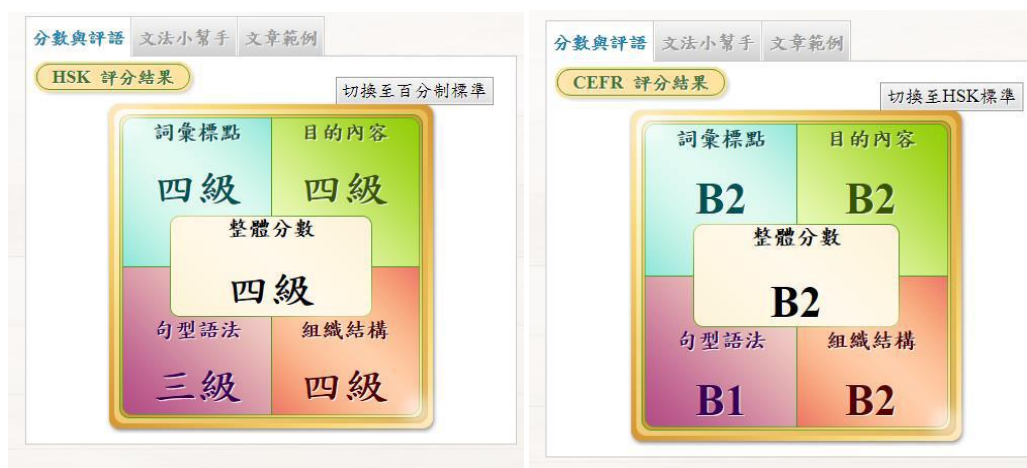 分數與評語 文法小幫手 文章範例
HSK 評分結果
切換至百分制標準
詞彙標點 目的內容
四級 四級
整體分數
四級
句型語法 組織結構
三級 四級
分數與評語 文法小幫手 文章範例
CEFR 評分結果
切換至HSK標準
詞彙標點 目的內容
B2 B2
整體分數
B2
句型語法 組織結構
B1 B2